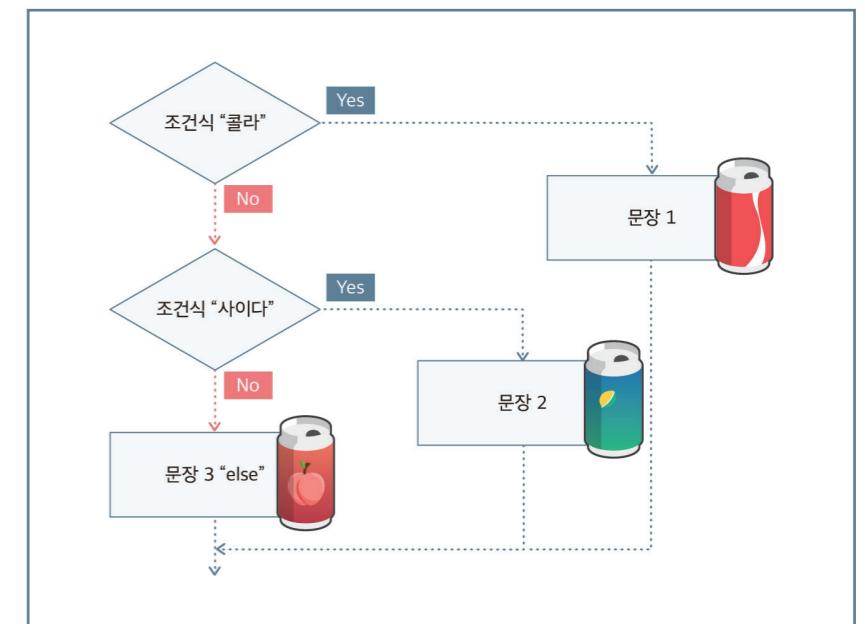 조건식 “콜라”
Yes
No
문장 1
조건식 “사이다”
Yes
No
문장 2
문장 3 “else”